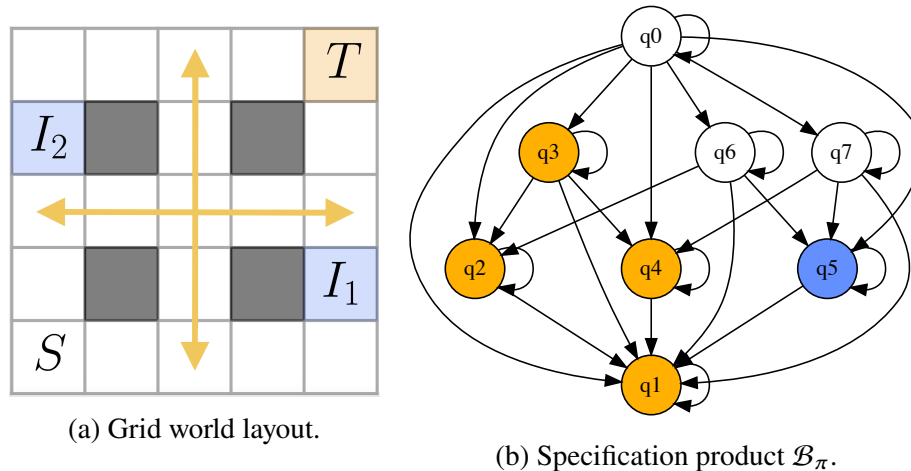 T
I₂
I₁
S
(a) Grid world layout.
q0
q3
q6
q7
q2
q4
q5
q1
(b) Specification product 𝓑π.